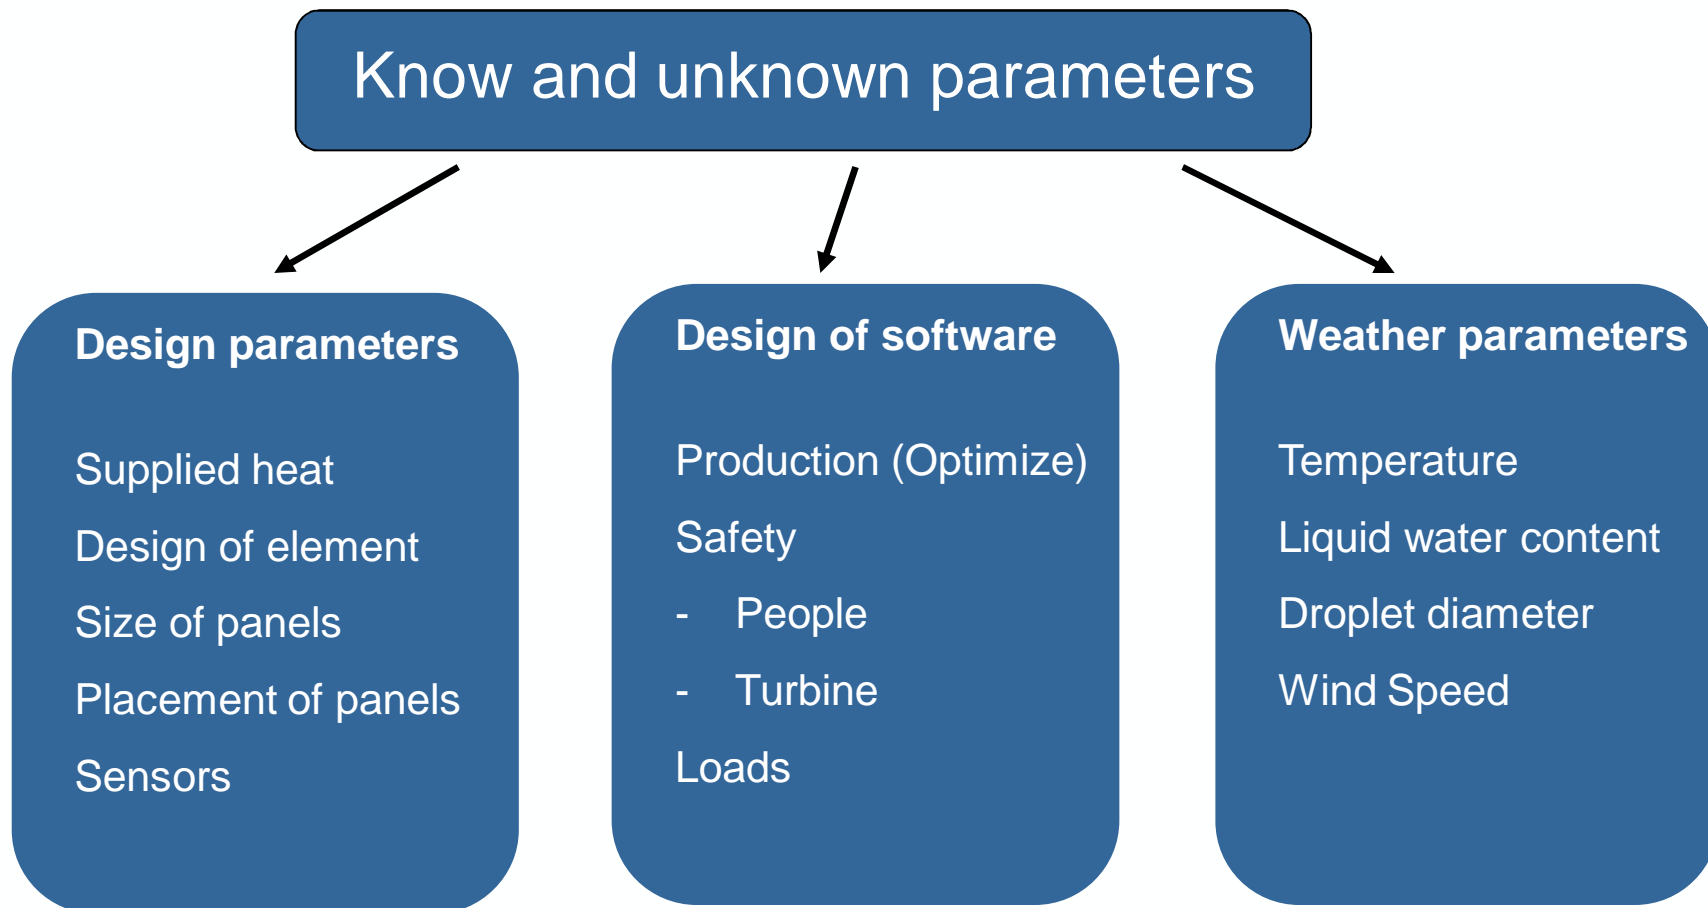 Know and unknown parameters
Design parameters
Supplied heat
Design of element
Size of panels
Placement of panels
Sensors
Design of software
Production (Optimize)
Safety
- People
- Turbine
Loads
Weather parameters
Temperature
Liquid water content
Droplet diameter
Wind Speed